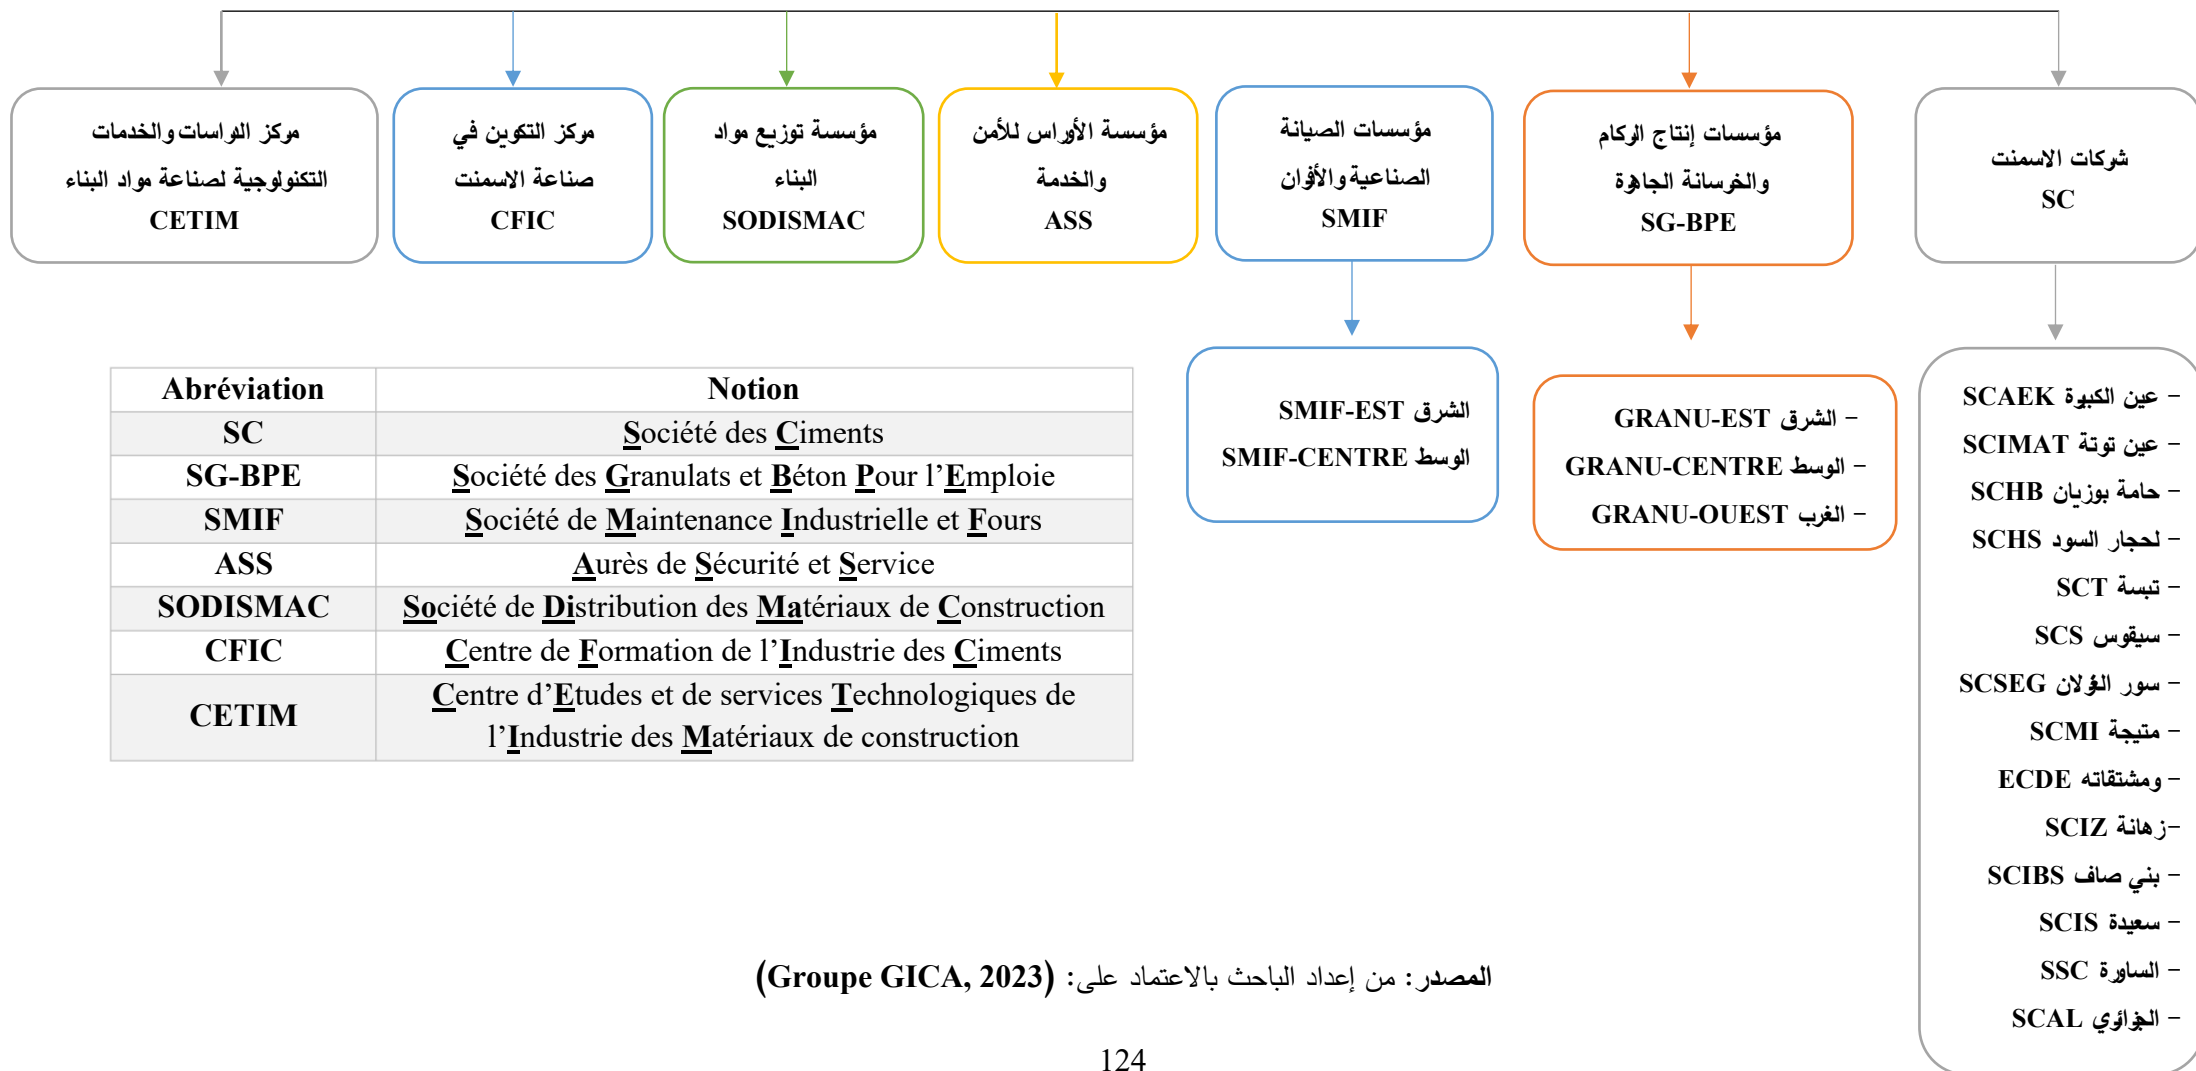 شركات الاسمنت
SC
مؤسسات إنتاج الركام
والخرسانة الجاهزة
SG-BPE
مؤسسات الصيانة
الصناعية والأفران
SMIF
مؤسسة الأوراس للأمن
والخدمة
ASS
مؤسسة توزيع مواد
البناء
SODISMAC
مركز التكوين في
صناعة الاسمنت
CFIC
مركز الواسات والخدمات
التكنولوجية لصناعة مواد البناء
CETIM
– عين الكبيرة SCAEK
– عين توتة SCIMAT
– حامة بوزيان SCHB
– لحجار السود SCHS
– تبسة SCT
– سيقوس SCS
– سور الغزلان SCSEG
– متيجة SCMI
– ومشتقاته ECDE
–زهانة SCIZ
– بني صاف SCIBS
– سعيدة SCIS
– الساورة SSC
– الجزائري SCAL
– الشرق GRANU-EST
– الوسط GRANU-CENTRE
– الغرب GRANU-OUEST
الشرق SMIF-EST
الوسط SMIF-CENTRE
Abréviation Notion
SC Société des Ciments
SG-BPE Société des Granulats et Béton Pour l’Emploie
SMIF Société de Maintenance Industrielle et Fours
ASS Aurès de Sécurité et Service
SODISMAC Société de Distribution des Matériaux de Construction
CFIC Centre de Formation de l’Industrie des Ciments
CETIM Centre d’Etudes et de services Technologiques de
l’Industrie des Matériaux de construction
المصدر: من إعداد الباحث بالاعتماد على: (Groupe GICA, 2023)
124